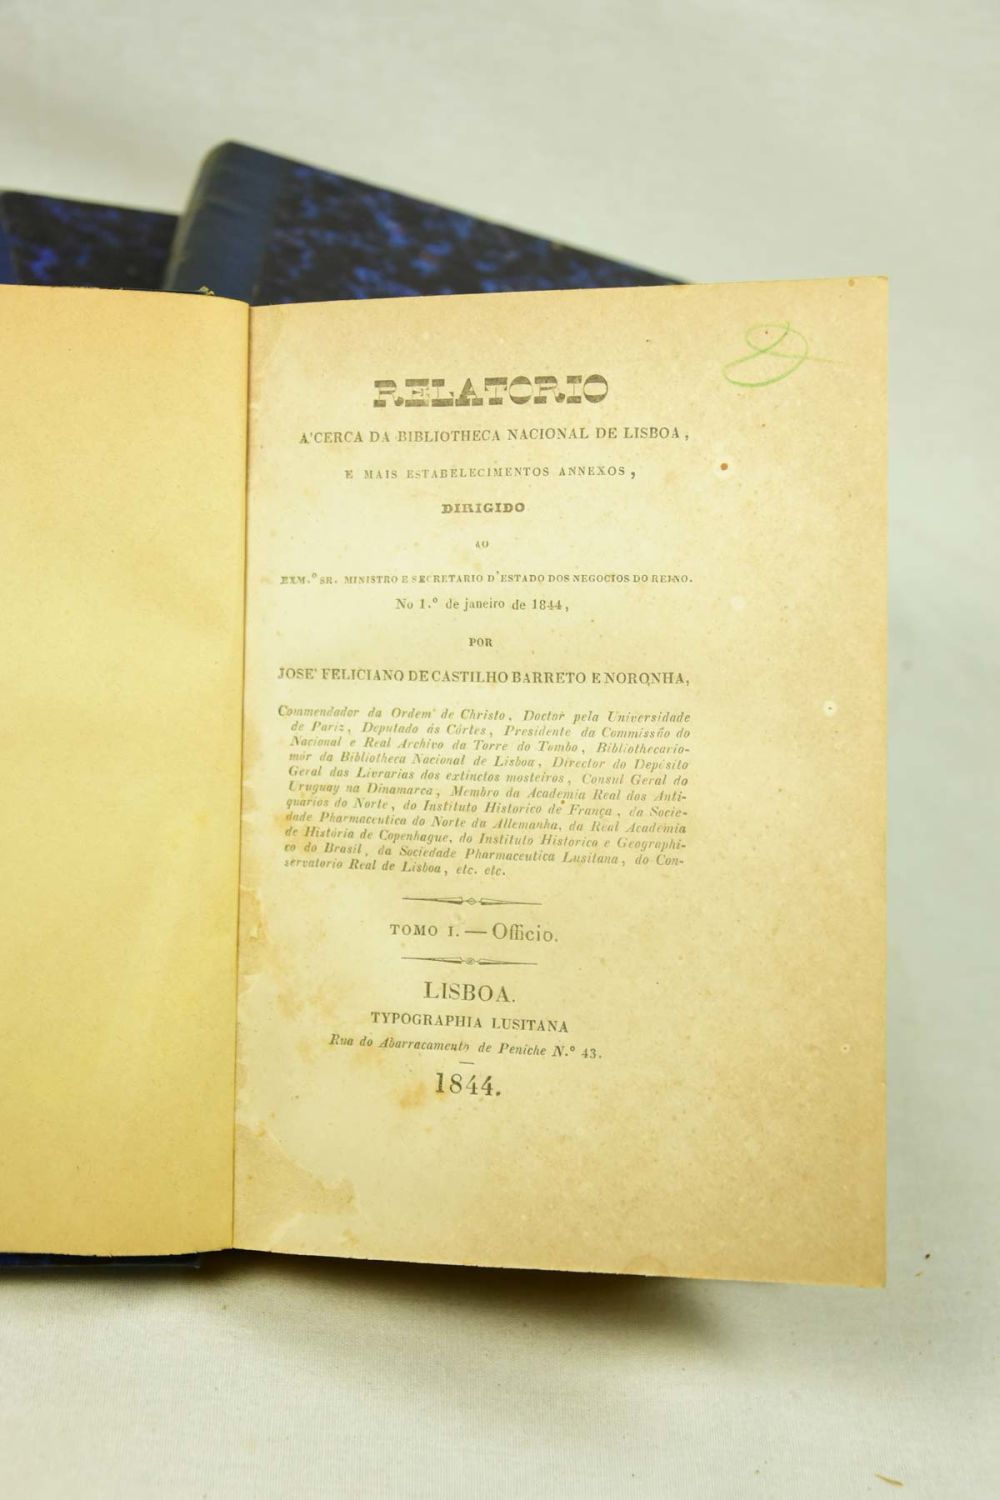 RELATORIO
A'CERCA DA BIBLIOTHECA NACIONAL DE LISBOA,
E MAIS ESTABELECIMENTOS ANNEXOS,
DIRIGIDO
AO
EXM.º SR. MINISTRO E SECRETARIO D'ESTADO DOS NEGOCIOS DO REINO.
No 1.º de janeiro de 1844,
POR
JOSE' FELICIANO DE CASTILHO BARRETO E NORONHA,
Commendador da Ordem de Christo, Doctor pela Universidade
de Pariz, Deputado ás Córtes, Presidente da Commissão do
Nacional e Real Archivo da Torre do Tombo, Bibliothecario-
mór da Bibliotheca Nacional de Lisboa, Director do Deposito
Geral das Livrarias dos extinctos mosteiros, Consul Geral do
Uruguay na Dinamarca, Membro da Academia Real dos Anti-
quarios do Norte, do Instituto Historico de França, da Socie-
dade Pharmaceutica do Norte da Allemanha, da Real Academia
de Historia de Copenhague, do Instituto Historico e Geographi-
co do Brasil, da Sociedade Pharmaceutica Lusitana, do Con-
servatorio Real de Lisboa, etc. etc.
TOMO I. — Officio.
LISBOA.
TYPOGRAPHIA LUSITANA
Rua do Abarracamento de Peniche N.º 43.
1844.